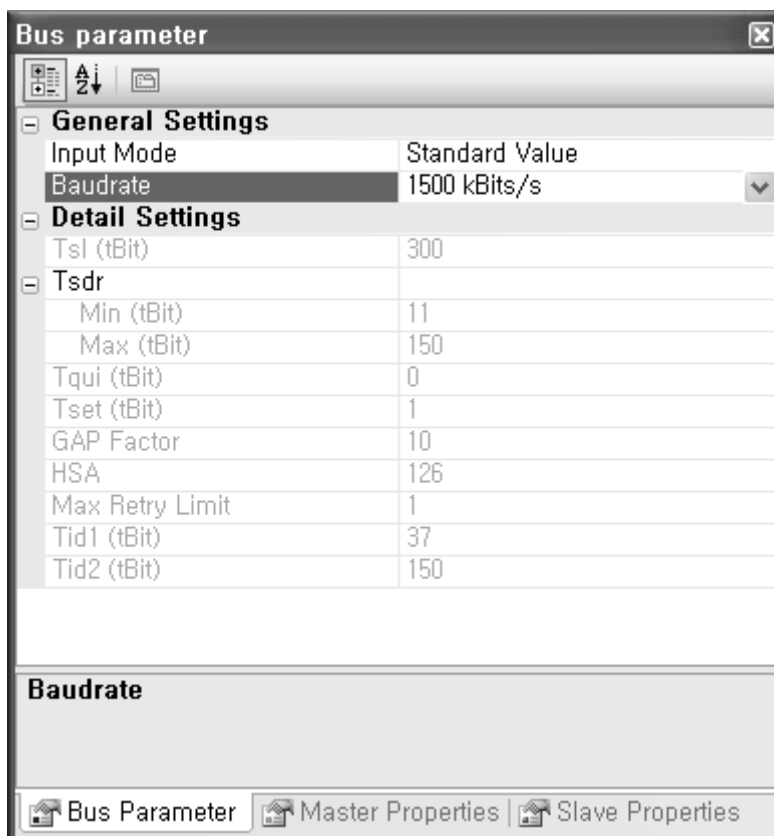 Bus parameter
General Settings
Input Mode Standard Value
Baudrate 1500 kBits/s
Detail Settings
Tsl (tBit) 300
Tsdr
Min (tBit) 11
Max (tBit) 150
Tqui (tBit) 0
Tset (tBit) 1
GAP Factor 10
HSA 126
Max Retry Limit 1
Tid1 (tBit) 37
Tid2 (tBit) 150
Baudrate
Bus Parameter Master Properties Slave Properties